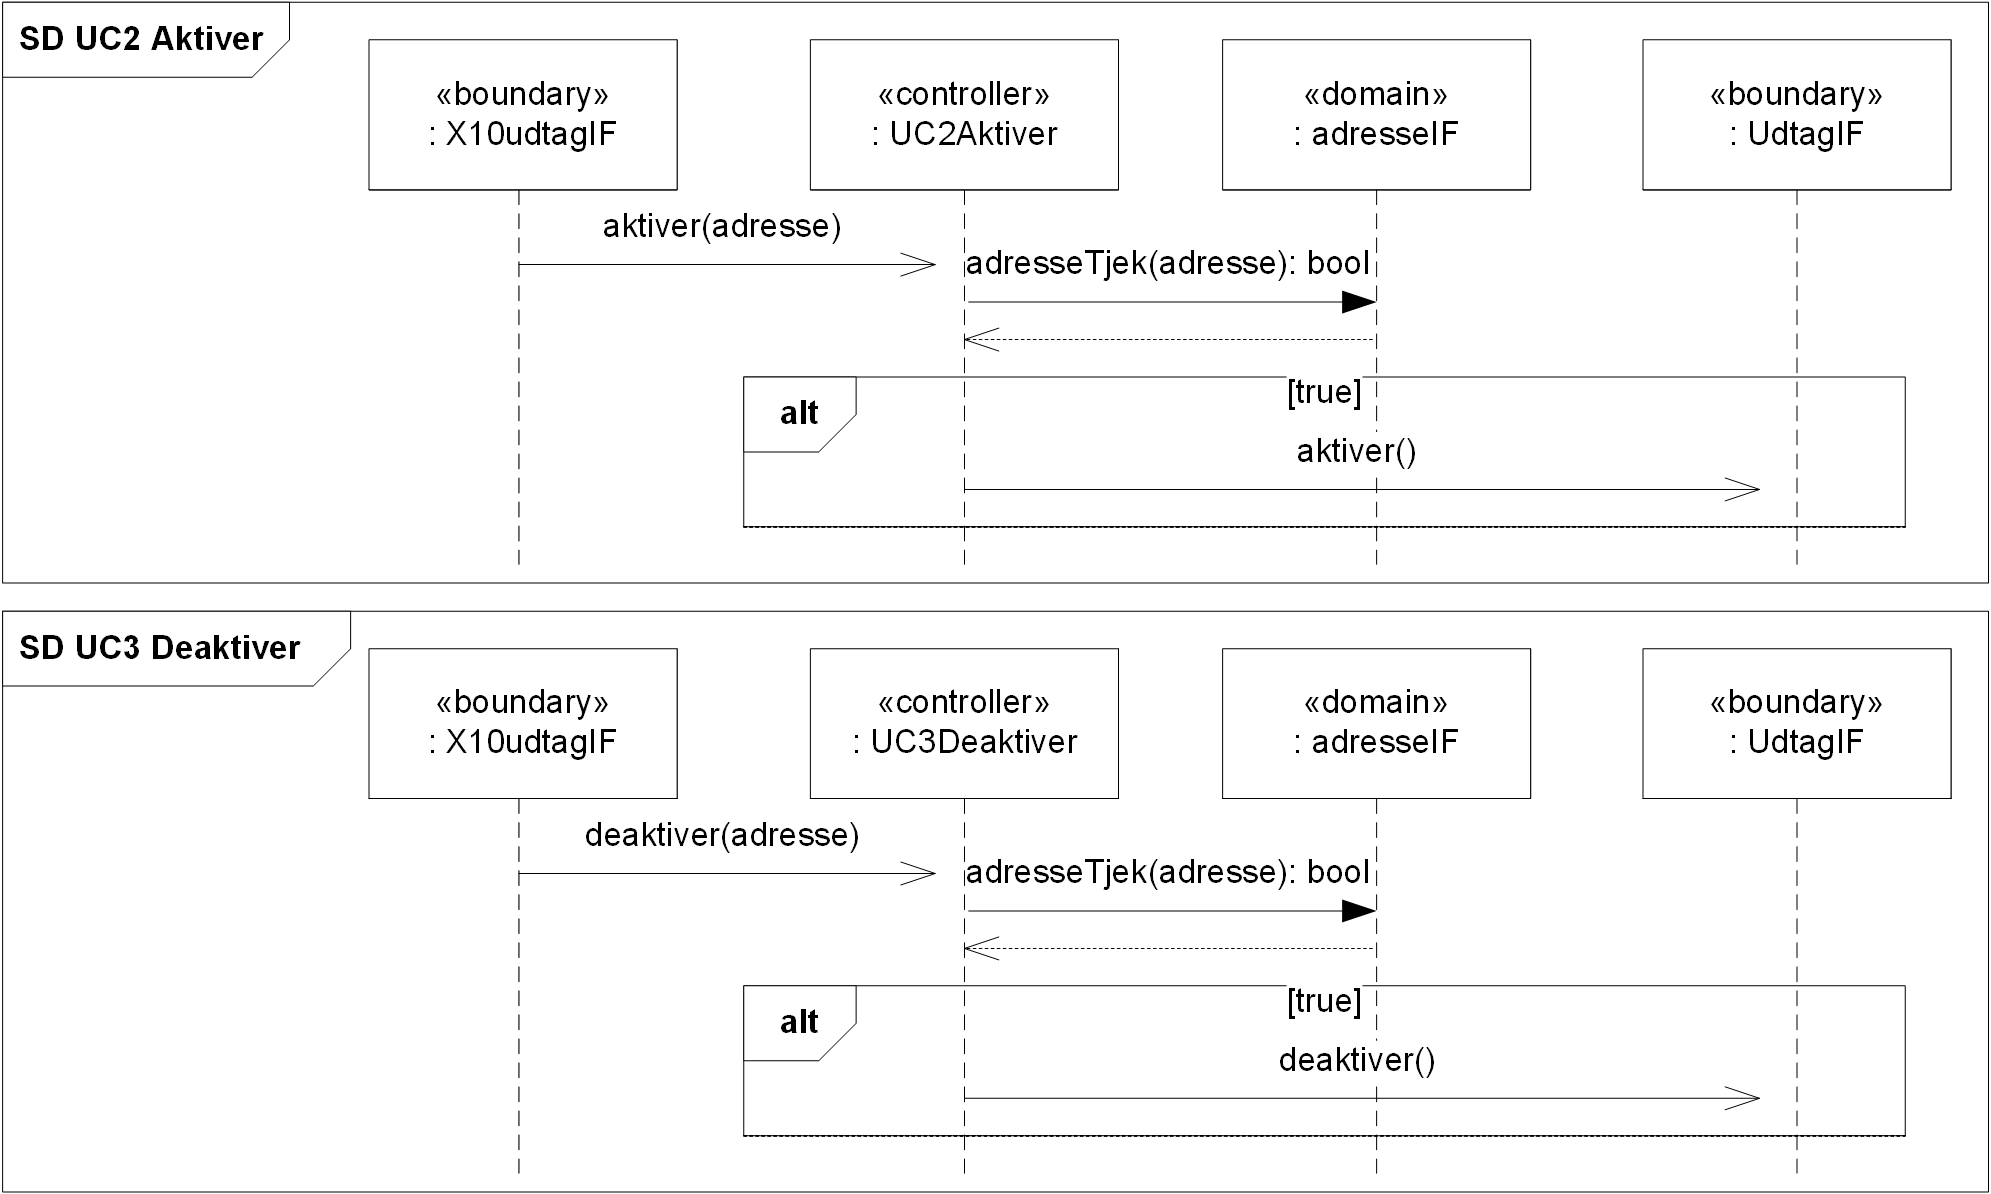 SD UC2 Aktiver
«boundary»
: X10udtagIF
«controller»
: UC2Aktiver
«domain»
: adresseIF
«boundary»
: UdtagIF
aktiver(adresse)
adresseTjek(adresse): bool
[true]
alt
aktiver()
SD UC3 Deaktiver
«boundary»
: X10udtagIF
«controller»
: UC3Deaktiver
«domain»
: adresseIF
«boundary»
: UdtagIF
deaktiver(adresse)
adresseTjek(adresse): bool
[true]
alt
deaktiver()